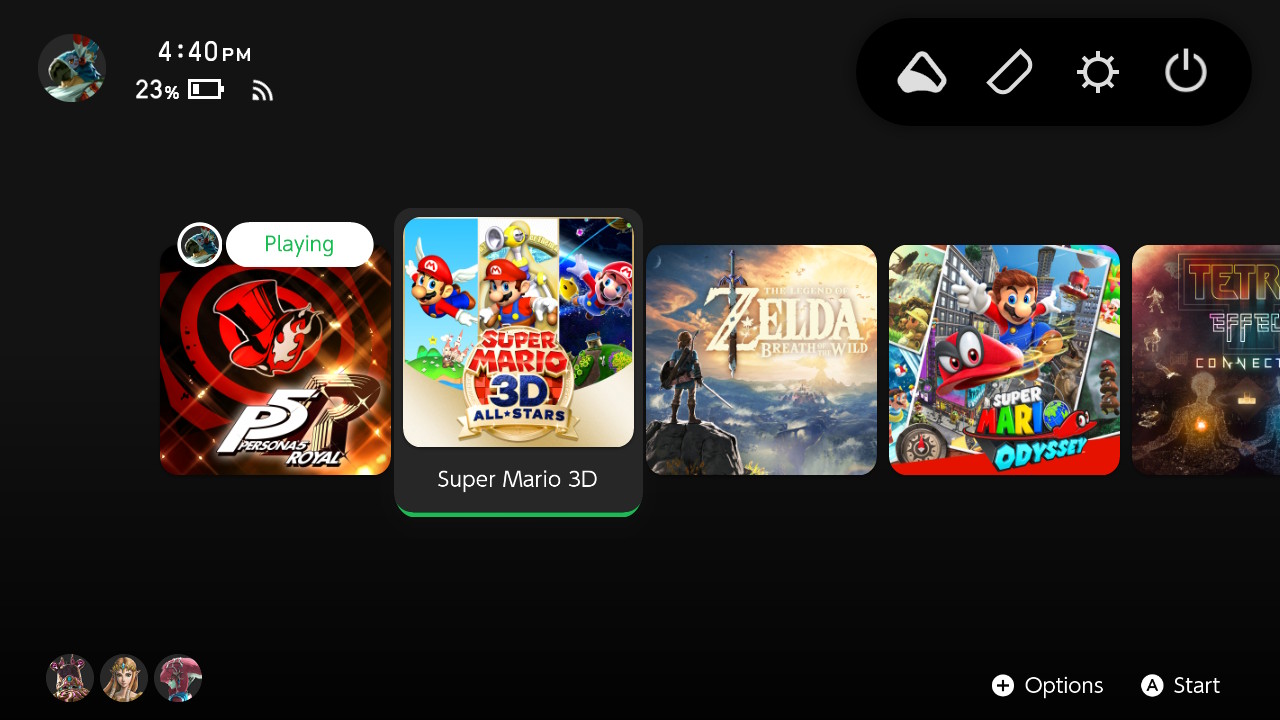 4:40PM
23%
Playing
P5R
PERSONA5
ROYAL
SUPER
MARIO
3D
ALL★STARS
Super Mario 3D
THE LEGEND OF
ZELDA
BREATH OF THE WILD
SUPER
MARIO
ODYSSEY
TETR
EFFEC
CONNECT
+ Options
A Start